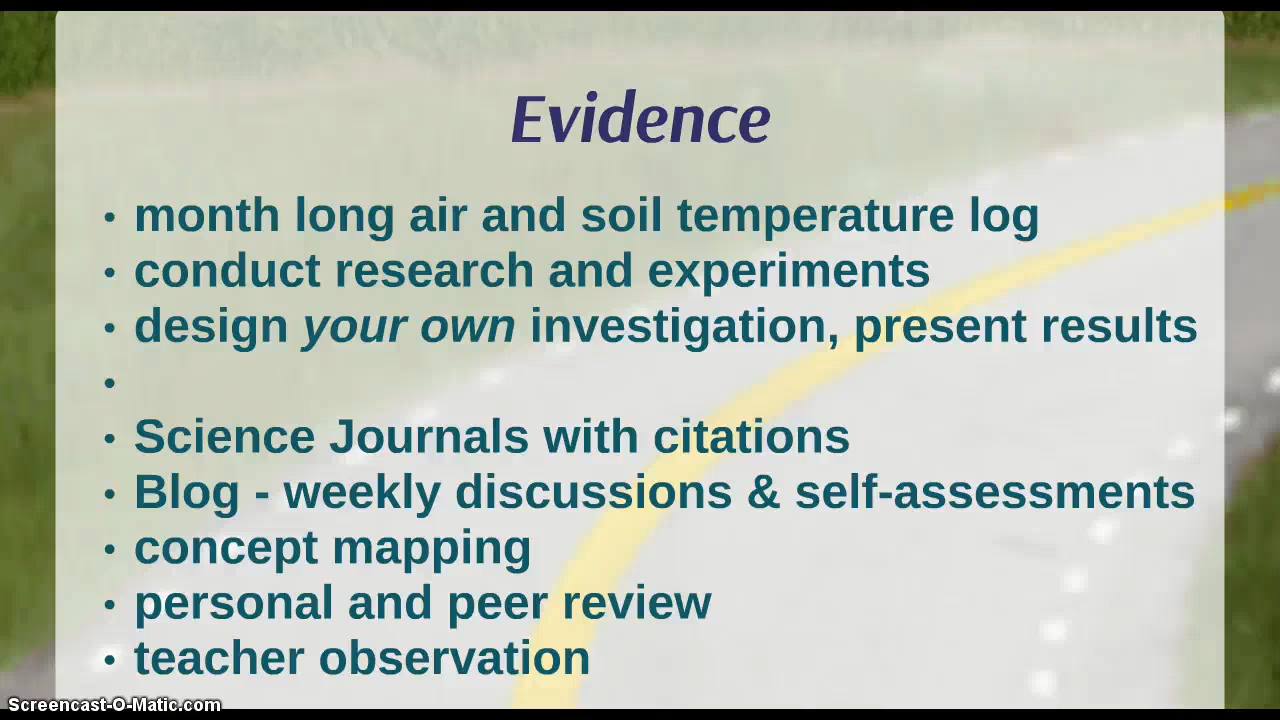 Evidence
• month long air and soil temperature log
• conduct research and experiments
• design your own investigation, present results
•
• Science Journals with citations
• Blog - weekly discussions & self-assessments
• concept mapping
• personal and peer review
• teacher observation
Screencast-O-Matic.com